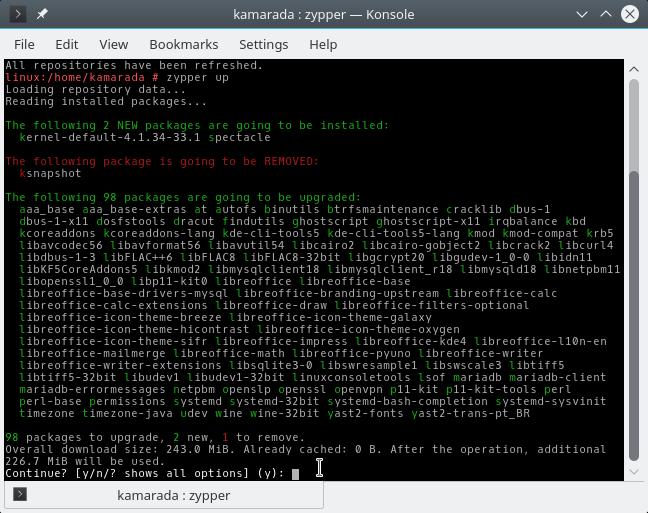 kamarada : zypper — Konsole
File Edit View Bookmarks Settings Help
All repositories have been refreshed.
linux:/home/kamarada # zypper up
Loading repository data...
Reading installed packages...
The following 2 NEW packages are going to be installed:
kernel-default-4.1.34-33.1 spectacle
The following package is going to be REMOVED:
ksnapshot
The following 98 packages are going to be upgraded:
aaa_base aaa_base-extras at autofs binutils btrfsmaintenance cracklib dbus-1
dbus-1-x11 dosfstools dracut findutils ghostscript ghostscript-x11 irqbalance kbd
kcoreaddons kcoreaddons-lang kde-cli-tools5 kde-cli-tools5-lang kmod kmod-compat krb5
libavcodec56 libavformat56 libavutil54 libcairo2 libcairo-gobject2 libcrack2 libcurl4
libdbus-1-3 libFLAC++6 libFLAC8 libFLAC8-32bit libgcrypt20 libgudev-1_0-0 libidn11
libKF5CoreAddons5 libkmod2 libmysqlclient18 libmysqlclient_r18 libmysqld18 libnetpbm11
libopenssl1_0_0 libp11-kit0 libreoffice libreoffice-base
libreoffice-base-drivers-mysql libreoffice-branding-upstream libreoffice-calc
libreoffice-calc-extensions libreoffice-draw libreoffice-filters-optional
libreoffice-icon-theme-breeze libreoffice-icon-theme-galaxy
libreoffice-icon-theme-hicontrast libreoffice-icon-theme-oxygen
libreoffice-icon-theme-sifr libreoffice-impress libreoffice-kde4 libreoffice-l10n-en
libreoffice-mailmerge libreoffice-math libreoffice-pyuno libreoffice-writer
libreoffice-writer-extensions libsqlite3-0 libswresample1 libswscale3 libtiff5
libtiff5-32bit libudev1 libudev1-32bit linuxconsoletools lsof mariadb mariadb-client
mariadb-errormessages netpbm openslp openssl openvpn p11-kit p11-kit-tools perl
perl-base permissions systemd systemd-32bit systemd-bash-completion systemd-sysvinit
timezone timezone-java udev wine wine-32bit yast2-fonts yast2-trans-pt_BR
98 packages to upgrade, 2 new, 1 to remove.
Overall download size: 243.0 MiB. Already cached: 0 B. After the operation, additional
226.7 MiB will be used.
Continue? [y/n/? shows all options] (y):
kamarada : zypper